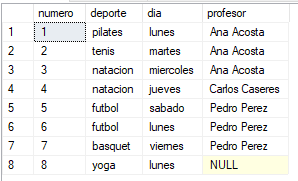 numero deporte dia profesor
1 1 pilates lunes Ana Acosta
2 2 tenis martes Ana Acosta
3 3 natacion miercoles Ana Acosta
4 4 natacion jueves Carlos Caseres
5 5 futbol sabado Pedro Perez
6 6 futbol lunes Pedro Perez
7 7 basquet viernes Pedro Perez
8 8 yoga lunes NULL